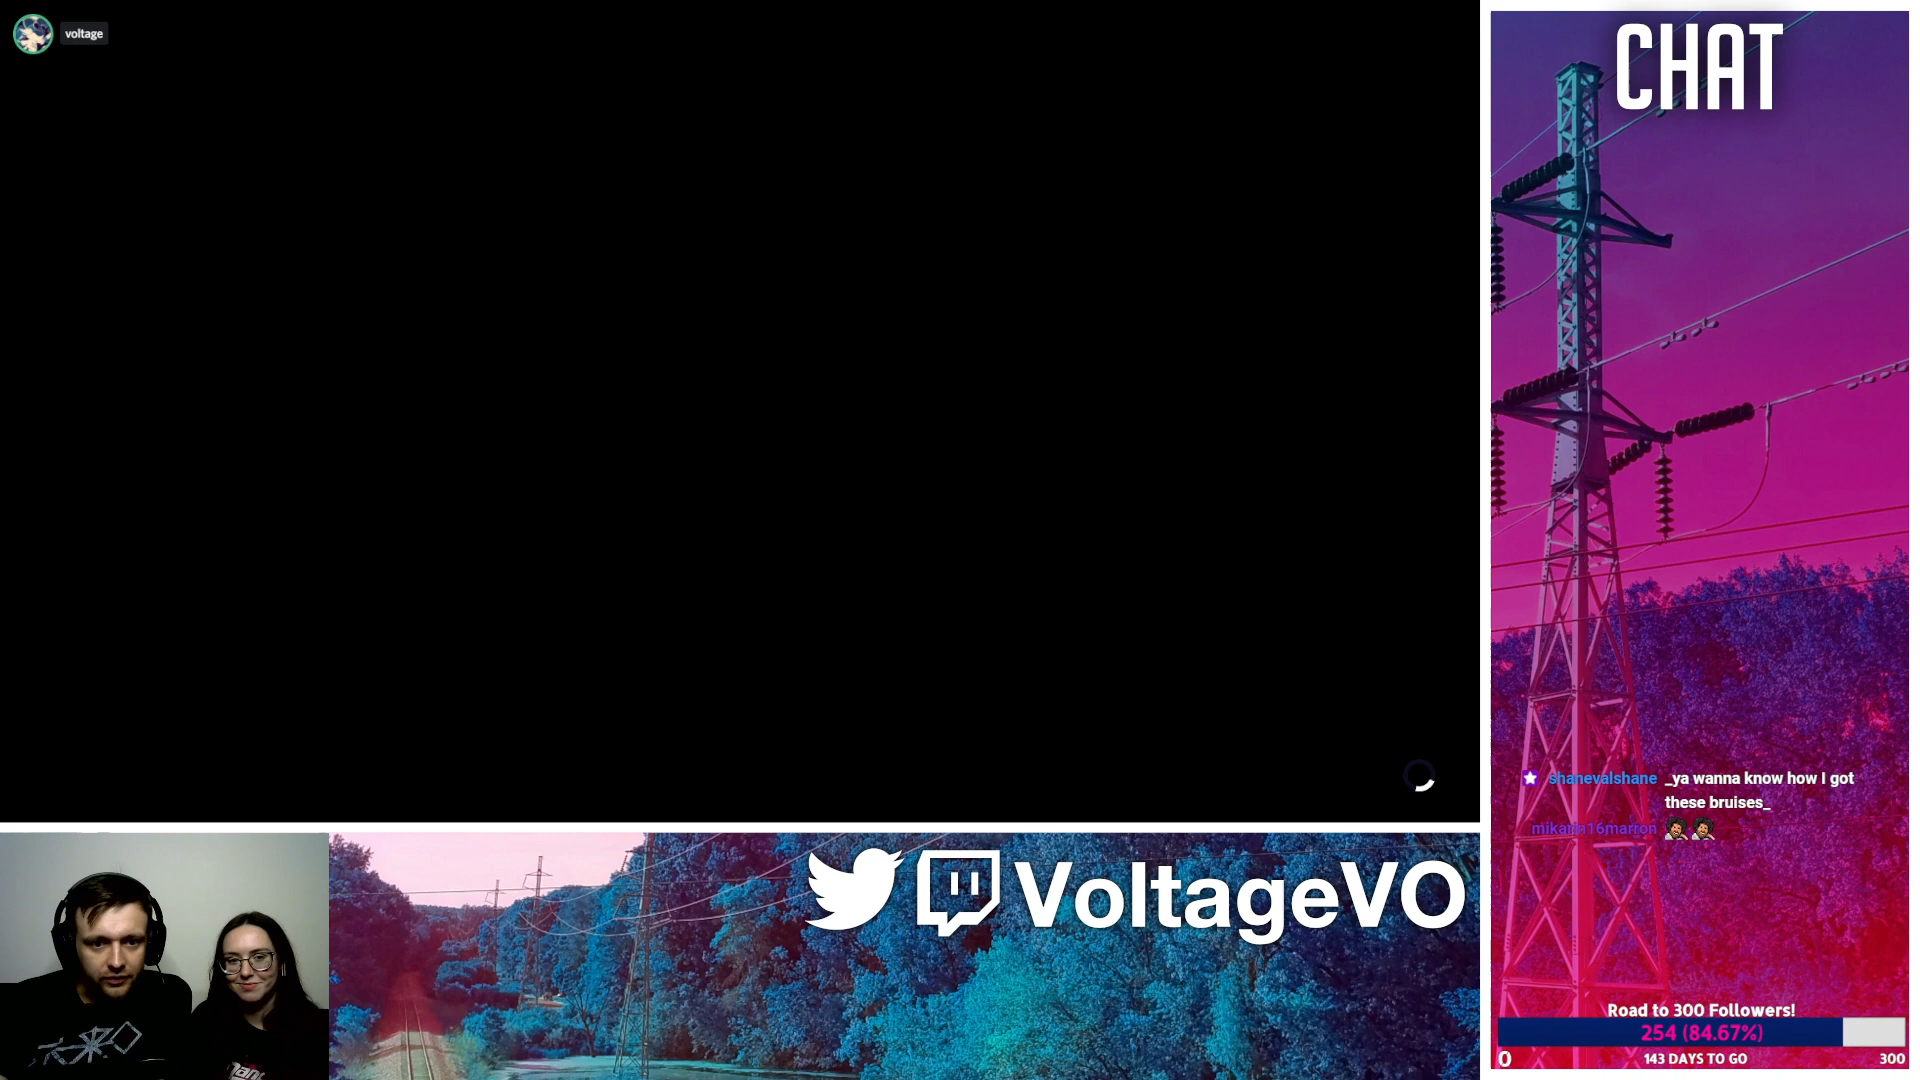 voltage
CHAT
shanevalshane _ya wanna know how I got
these bruises_
mikarin16marron
VoltageVO
Road to 300 Followers!
254 (84.67%)
0 143 DAYS TO GO 300